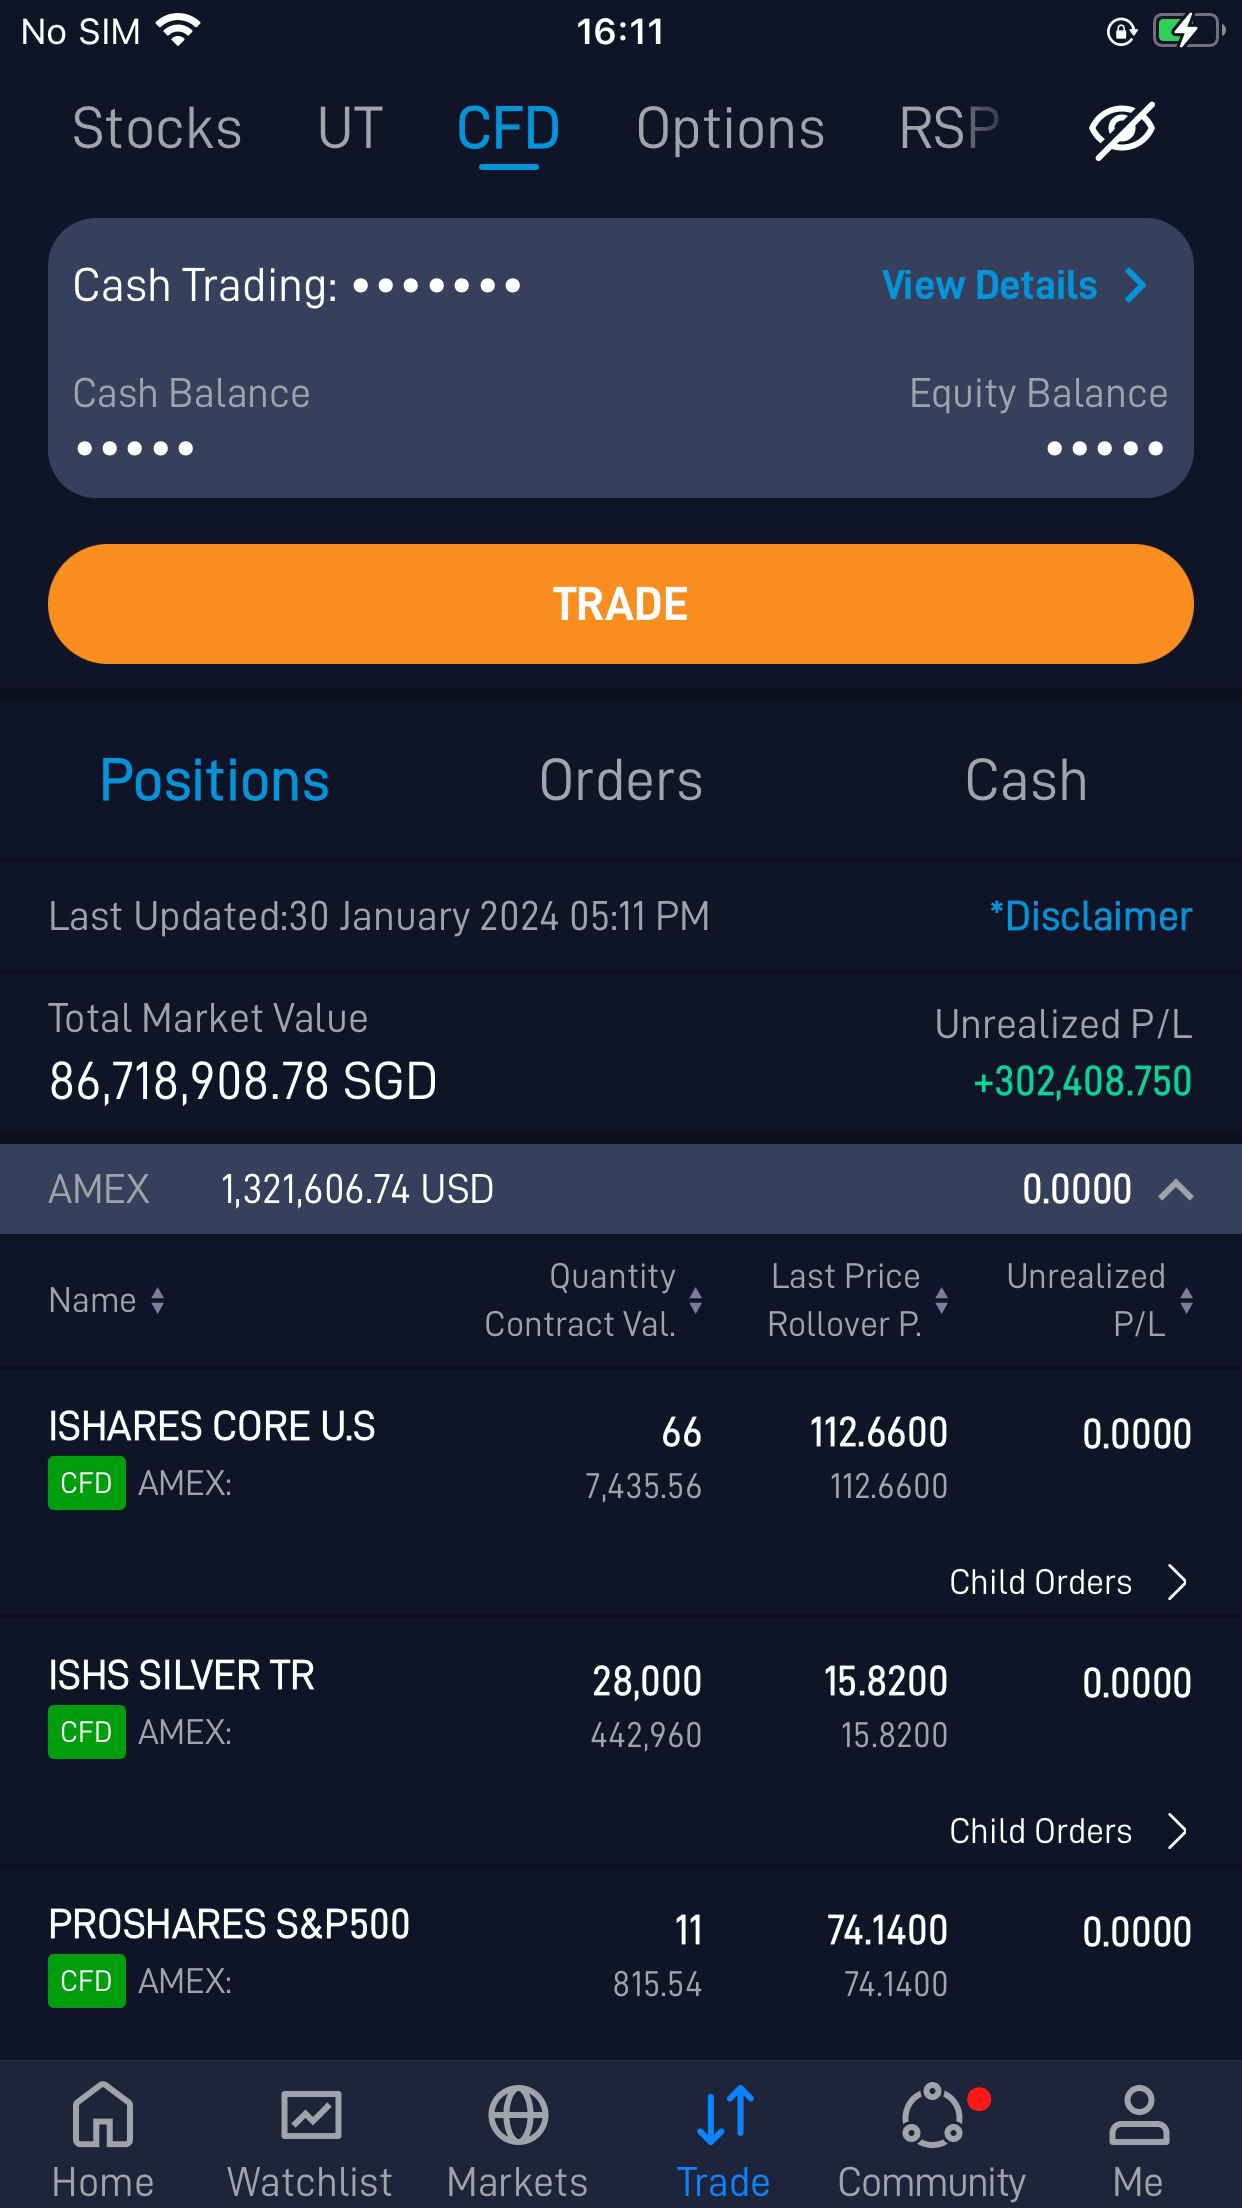 No SIM 16:11
Stocks UT CFD Options RSP
Cash Trading: ••••••• View Details
Cash Balance Equity Balance
••••• •••••
TRADE
Positions Orders Cash
Last Updated:30 January 2024 05:11 PM *Disclaimer
Total Market Value Unrealized P/L
86,718,908.78 SGD +302,408.750
AMEX 1,321,606.74 USD 0.0000
Name Quantity Last Price Unrealized
Contract Val. Rollover P. P/L
ISHARES CORE U.S 66 112.6600 0.0000
CFD AMEX: 7,435.56 112.6600
Child Orders
ISHS SILVER TR 28,000 15.8200 0.0000
CFD AMEX: 442,960 15.8200
Child Orders
PROSHARES S&P500 11 74.1400 0.0000
CFD AMEX: 815.54 74.1400
Home Watchlist Markets Trade Community Me